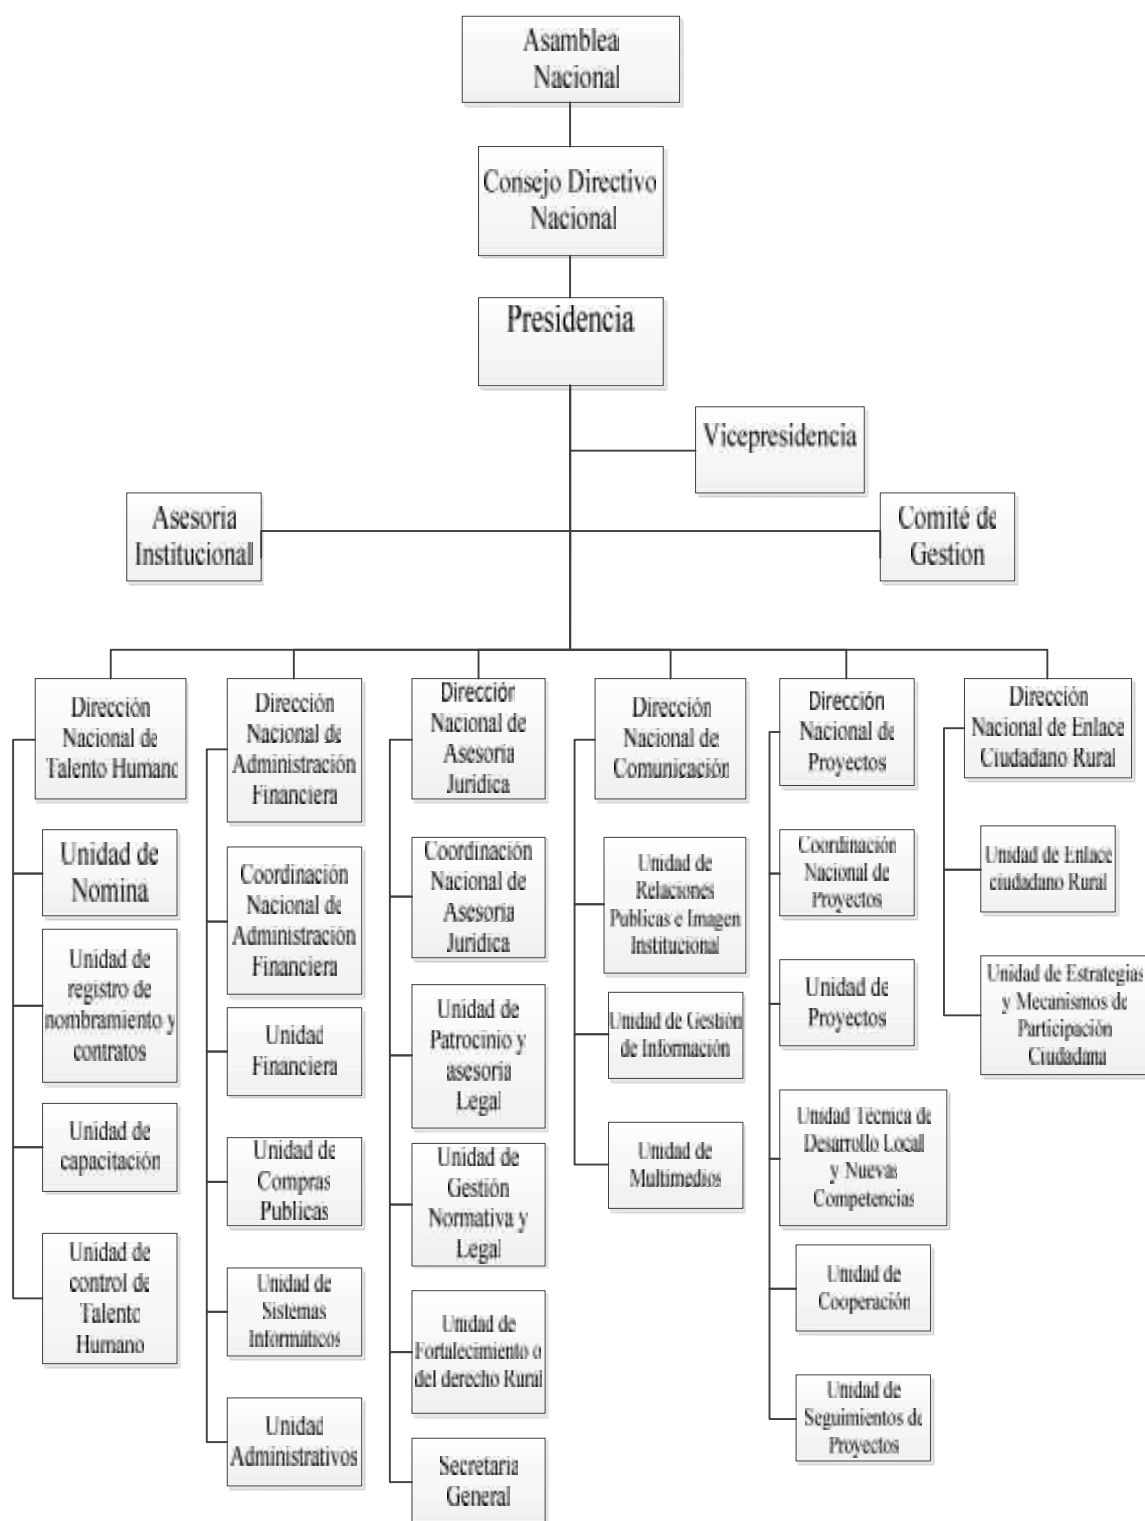 Asamblea
Nacional
Consejo Directivo
Nacional
Presidencia
Vicepresidencia
Asesoria
Institucional
Comité de
Gestion
Dirección
Nacional de
Talento Humano
Unidad de
Nomina
Unidad de
registro de
nombramiento y
contratos
Unidad de
capacitación
Unidad de
control de
Talento
Humano
Dirección
Nacional de
Administración
Financiera
Coordinación
Nacional de
Administración
Financiera
Unidad
Financiera
Unidad de
Compras
Publicas
Unidad de
Sistemas
Informáticos
Unidad
Administrativos
Dirección
Nacional de
Asesoria
Juridica
Coordinación
Nacional de
Asesoria
Juridica
Unidad de
Patrocinio y
asesoria
Legal
Unidad de
Gestión
Normativa y
Legal
Unidad de
Fortalecimiento o
del derecho Rural
Secretaria
General
Dirección
Nacional de
Comunicación
Unidad de
Relaciones
Publicas e Imagen
Institucional
Unidad de Gestión
de Información
Unidad de
Multimedios
Dirección
Nacional de
Proyectos
Coordinación
Nacional de
Proyectos
Unidad de
Proyectos
Unidad Técnica de
Desarrollo Local
y Nuevas
Competencias
Unidad de
Cooperación
Unidad de
Seguimientos de
Proyectos
Dirección
Nacional de Enlace
Ciudadano Rural
Unidad de Enlace
ciudadano Rural
Unidad de Estrategias
y Mecanismos de
Participación
Ciudadana